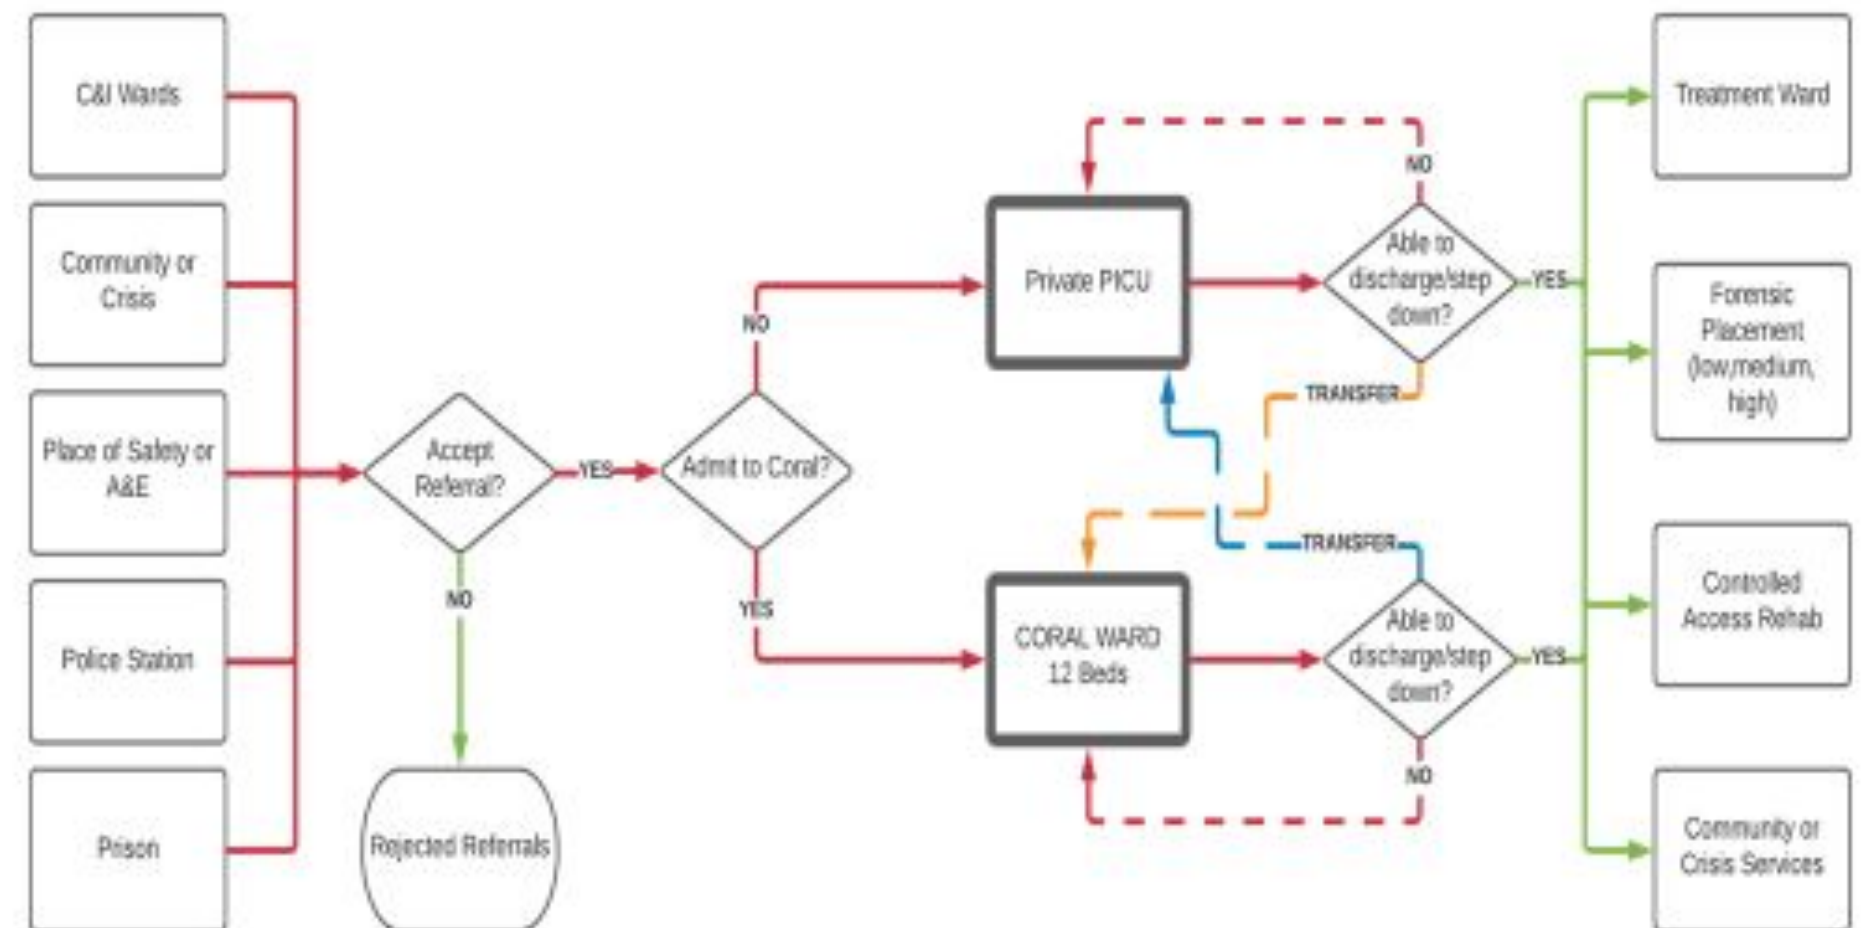 C&I Wards
Community or
Crisis
Place of Safety or
A&E
Police Station
Prison
Accept
Referral?
YES
NO
Rejected Referrals
Admit to Coral?
NO
YES
Private PICU
CORAL WARD
12 Beds
NO
Able to
discharge/step
down?
YES
TRANSFER
TRANSFER
Able to
discharge/step
down?
YES
NO
Treatment Ward
Forensic
Placement
(low,medium,
high)
Controlled
Access Rehab
Community or
Crisis Services